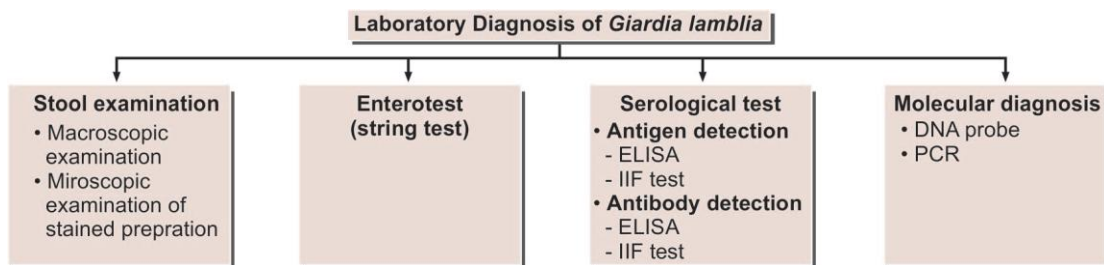 Laboratory Diagnosis of Giardia lamblia
Stool examination
• Macroscopic
examination
• Miroscopic
examination of
stained prepration
Enterotest
(string test)
Serological test
• Antigen detection
- ELISA
- IIF test
• Antibody detection
- ELISA
- IIF test
Molecular diagnosis
• DNA probe
• PCR